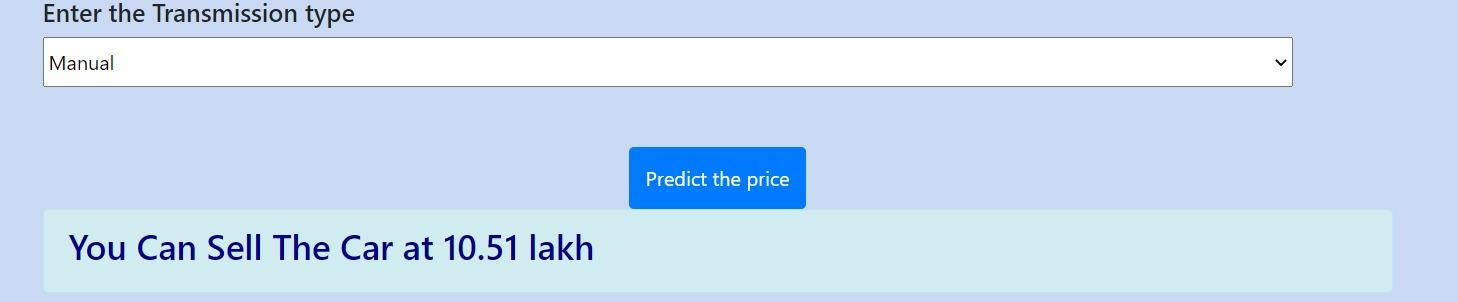 Enter the Transmission type
Manual
Predict the price
You Can Sell The Car at 10.51 lakh